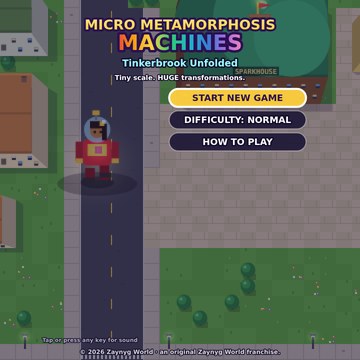 MICRO METAMORPHOSIS
MACHINES
Tinkerbrook Unfolded
Tiny scale. HUGE transformations.
SPARKHOUSE
START NEW GAME
DIFFICULTY: NORMAL
HOW TO PLAY
Tap or press any key for sound
© 2026 Zaynyg World · an original Zaynyg World franchise.